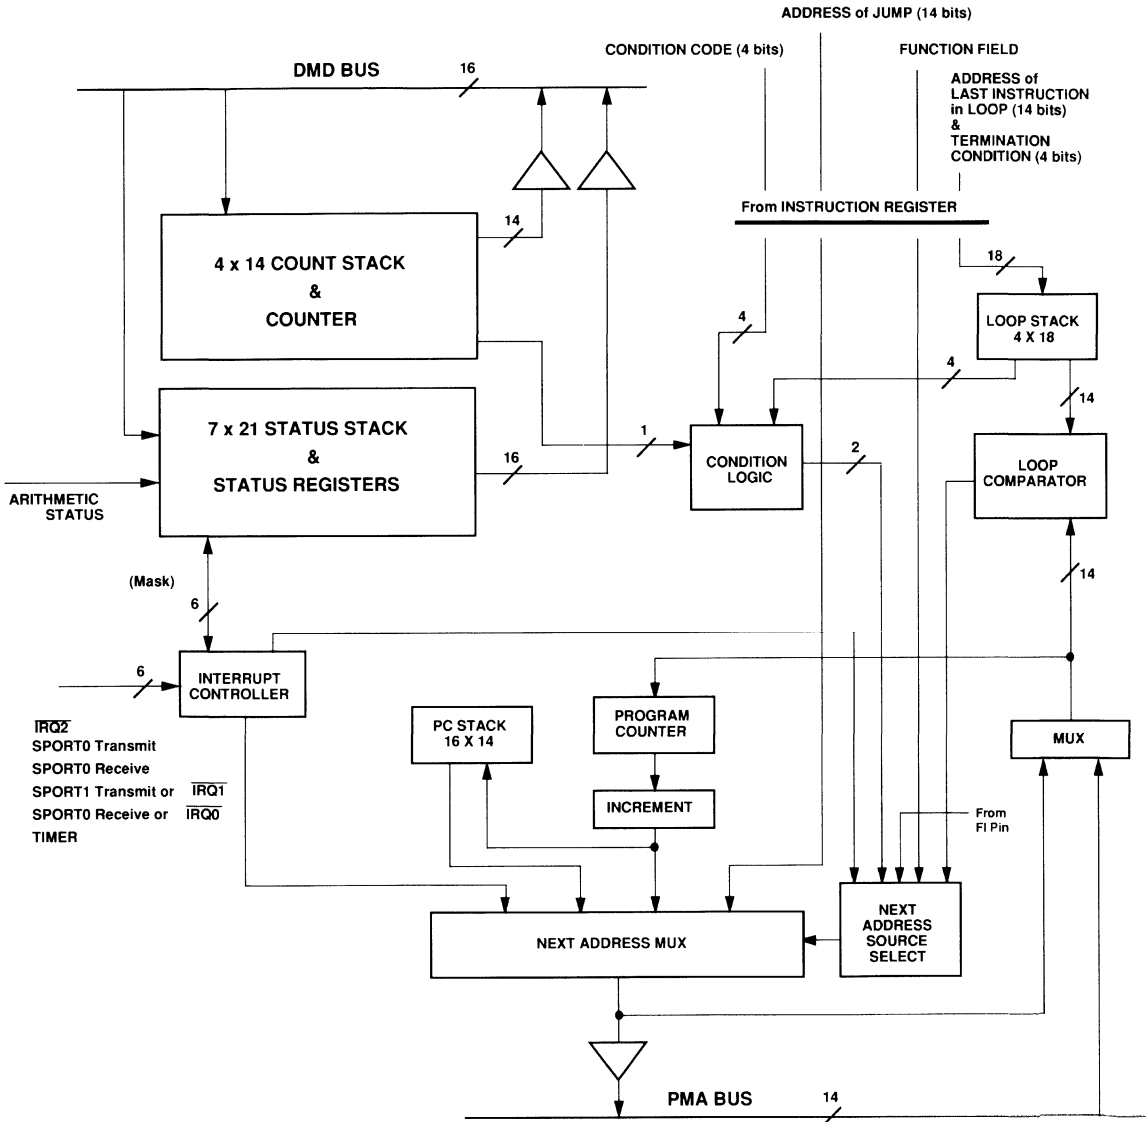 ADDRESS of JUMP (14 bits)
CONDITION CODE (4 bits)
FUNCTION FIELD
DMD BUS
16
ADDRESS of
LAST INSTRUCTION
in LOOP (14 bits)
&
TERMINATION
CONDITION (4 bits)
From INSTRUCTION REGISTER
14
4 x 14 COUNT STACK
&
COUNTER
18
LOOP STACK
4 X 18
4
4
14
7 x 21 STATUS STACK
&
STATUS REGISTERS
16
1
CONDITION
LOGIC
2
LOOP
COMPARATOR
ARITHMETIC
STATUS
(Mask)
6
14
6
INTERRUPT
CONTROLLER
PC STACK
16 X 14
PROGRAM
COUNTER
MUX
IRQ2
SPORT0 Transmit
SPORT0 Receive
SPORT1 Transmit or IRQ1
SPORT0 Receive or IRQ0
TIMER
INCREMENT
From
FI Pin
NEXT ADDRESS MUX
NEXT
ADDRESS
SOURCE
SELECT
PMA BUS
14